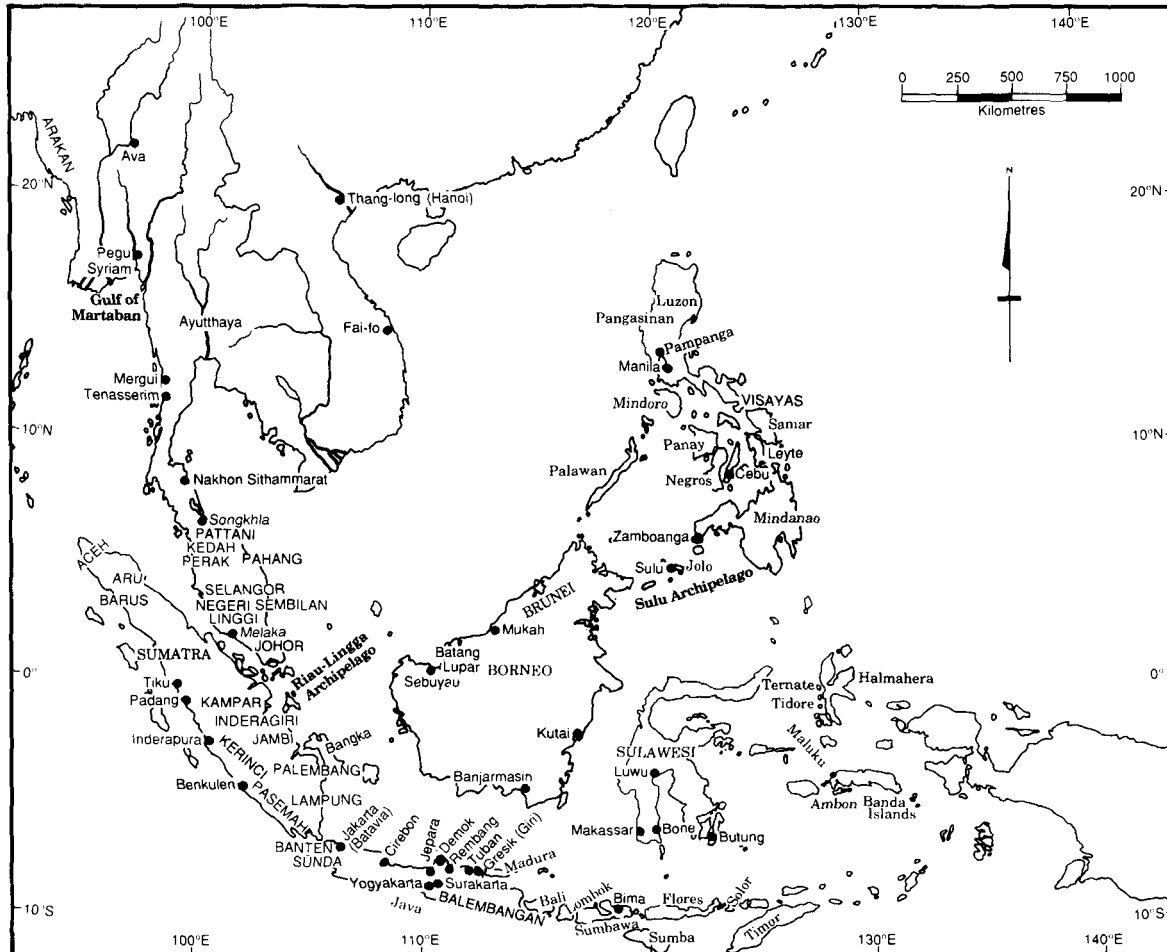 100°E
110°E
120°E
130°E
140°E
0 250 500 750 1000
Kilometres
N
ARAKAN
Ava
20°N
20°N
Thang-long (Hanoi)
Pegu
Syriam
Gulf of
Martaban
Ayutthaya
Fai-fo
Luzon
Pangasinan
Pampanga
Manila
Mergui
Tenasserim
Mindoro
VISAYAS
Samar
10°N
10°N
Panay
Leyte
Palawan
Negros
Cebu
Nakhon Sithammarat
Songkhla
PATTANI
KEDAH
PERAK
PAHANG
Zamboanga
Mindanao
ACEH
ARU
BARUS
Sulu
Jolo
Sulu Archipelago
SELANGOR
NEGERI SEMBILAN
LINGGI
Melaka
JOHOR
BRUNEI
Mukah
SUMATRA
Riau-Lingga
Archipelago
Batang
Lupar
BORNEO
Sebuyau
0°
0°
Tiku
Padang
KAMPAR
INDERAGIRI
JAMBI
Ternate
Tidore
Halmahera
Inderapura
KERINCI
Bangka
Kutai
SULAWESI
Maluku
PALEMBANG
Luwu
Benkulen
PASEMAH
LAMPUNG
Banjarmasin
Ambon
Banda
Islands
BANTEN
SUNDA
Jakarta
(Batavia)
Cirebon
Jepara
Demok
Rembang
Tuban
Gresik (Giri)
Madura
Makassar
Bone
Butung
Yogyakarta
Surakarta
Java
BALEMBANGAN
Bali
Lombok
Bima
Sumbawa
Flores
Solor
Sumba
Timor
10°S
10°S
100°E
110°E
120°E
130°E
140°E